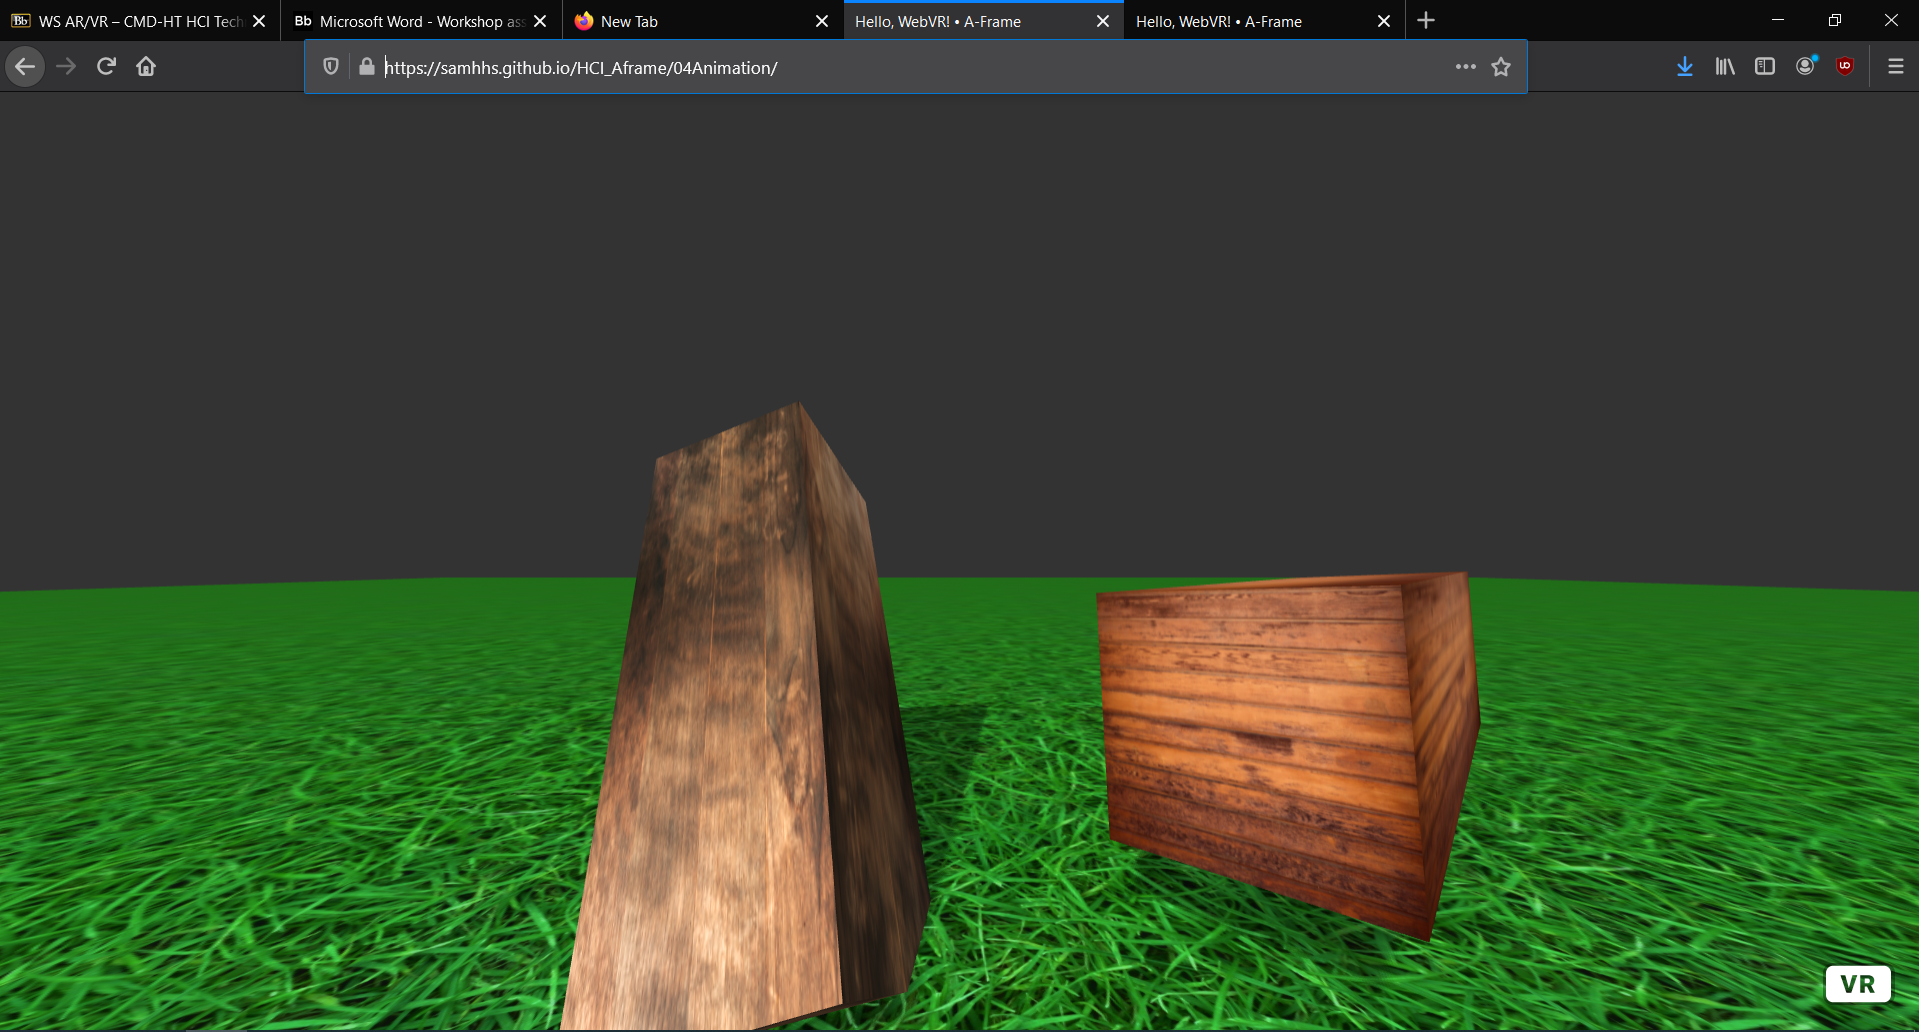 WS AR/VR – CMD-HT HCI Tech
Bb Microsoft Word - Workshop ass
New Tab
Hello, WebVR! • A-Frame
Hello, WebVR! • A-Frame
https://samhhs.github.io/HCI_Aframe/04Animation/
VR